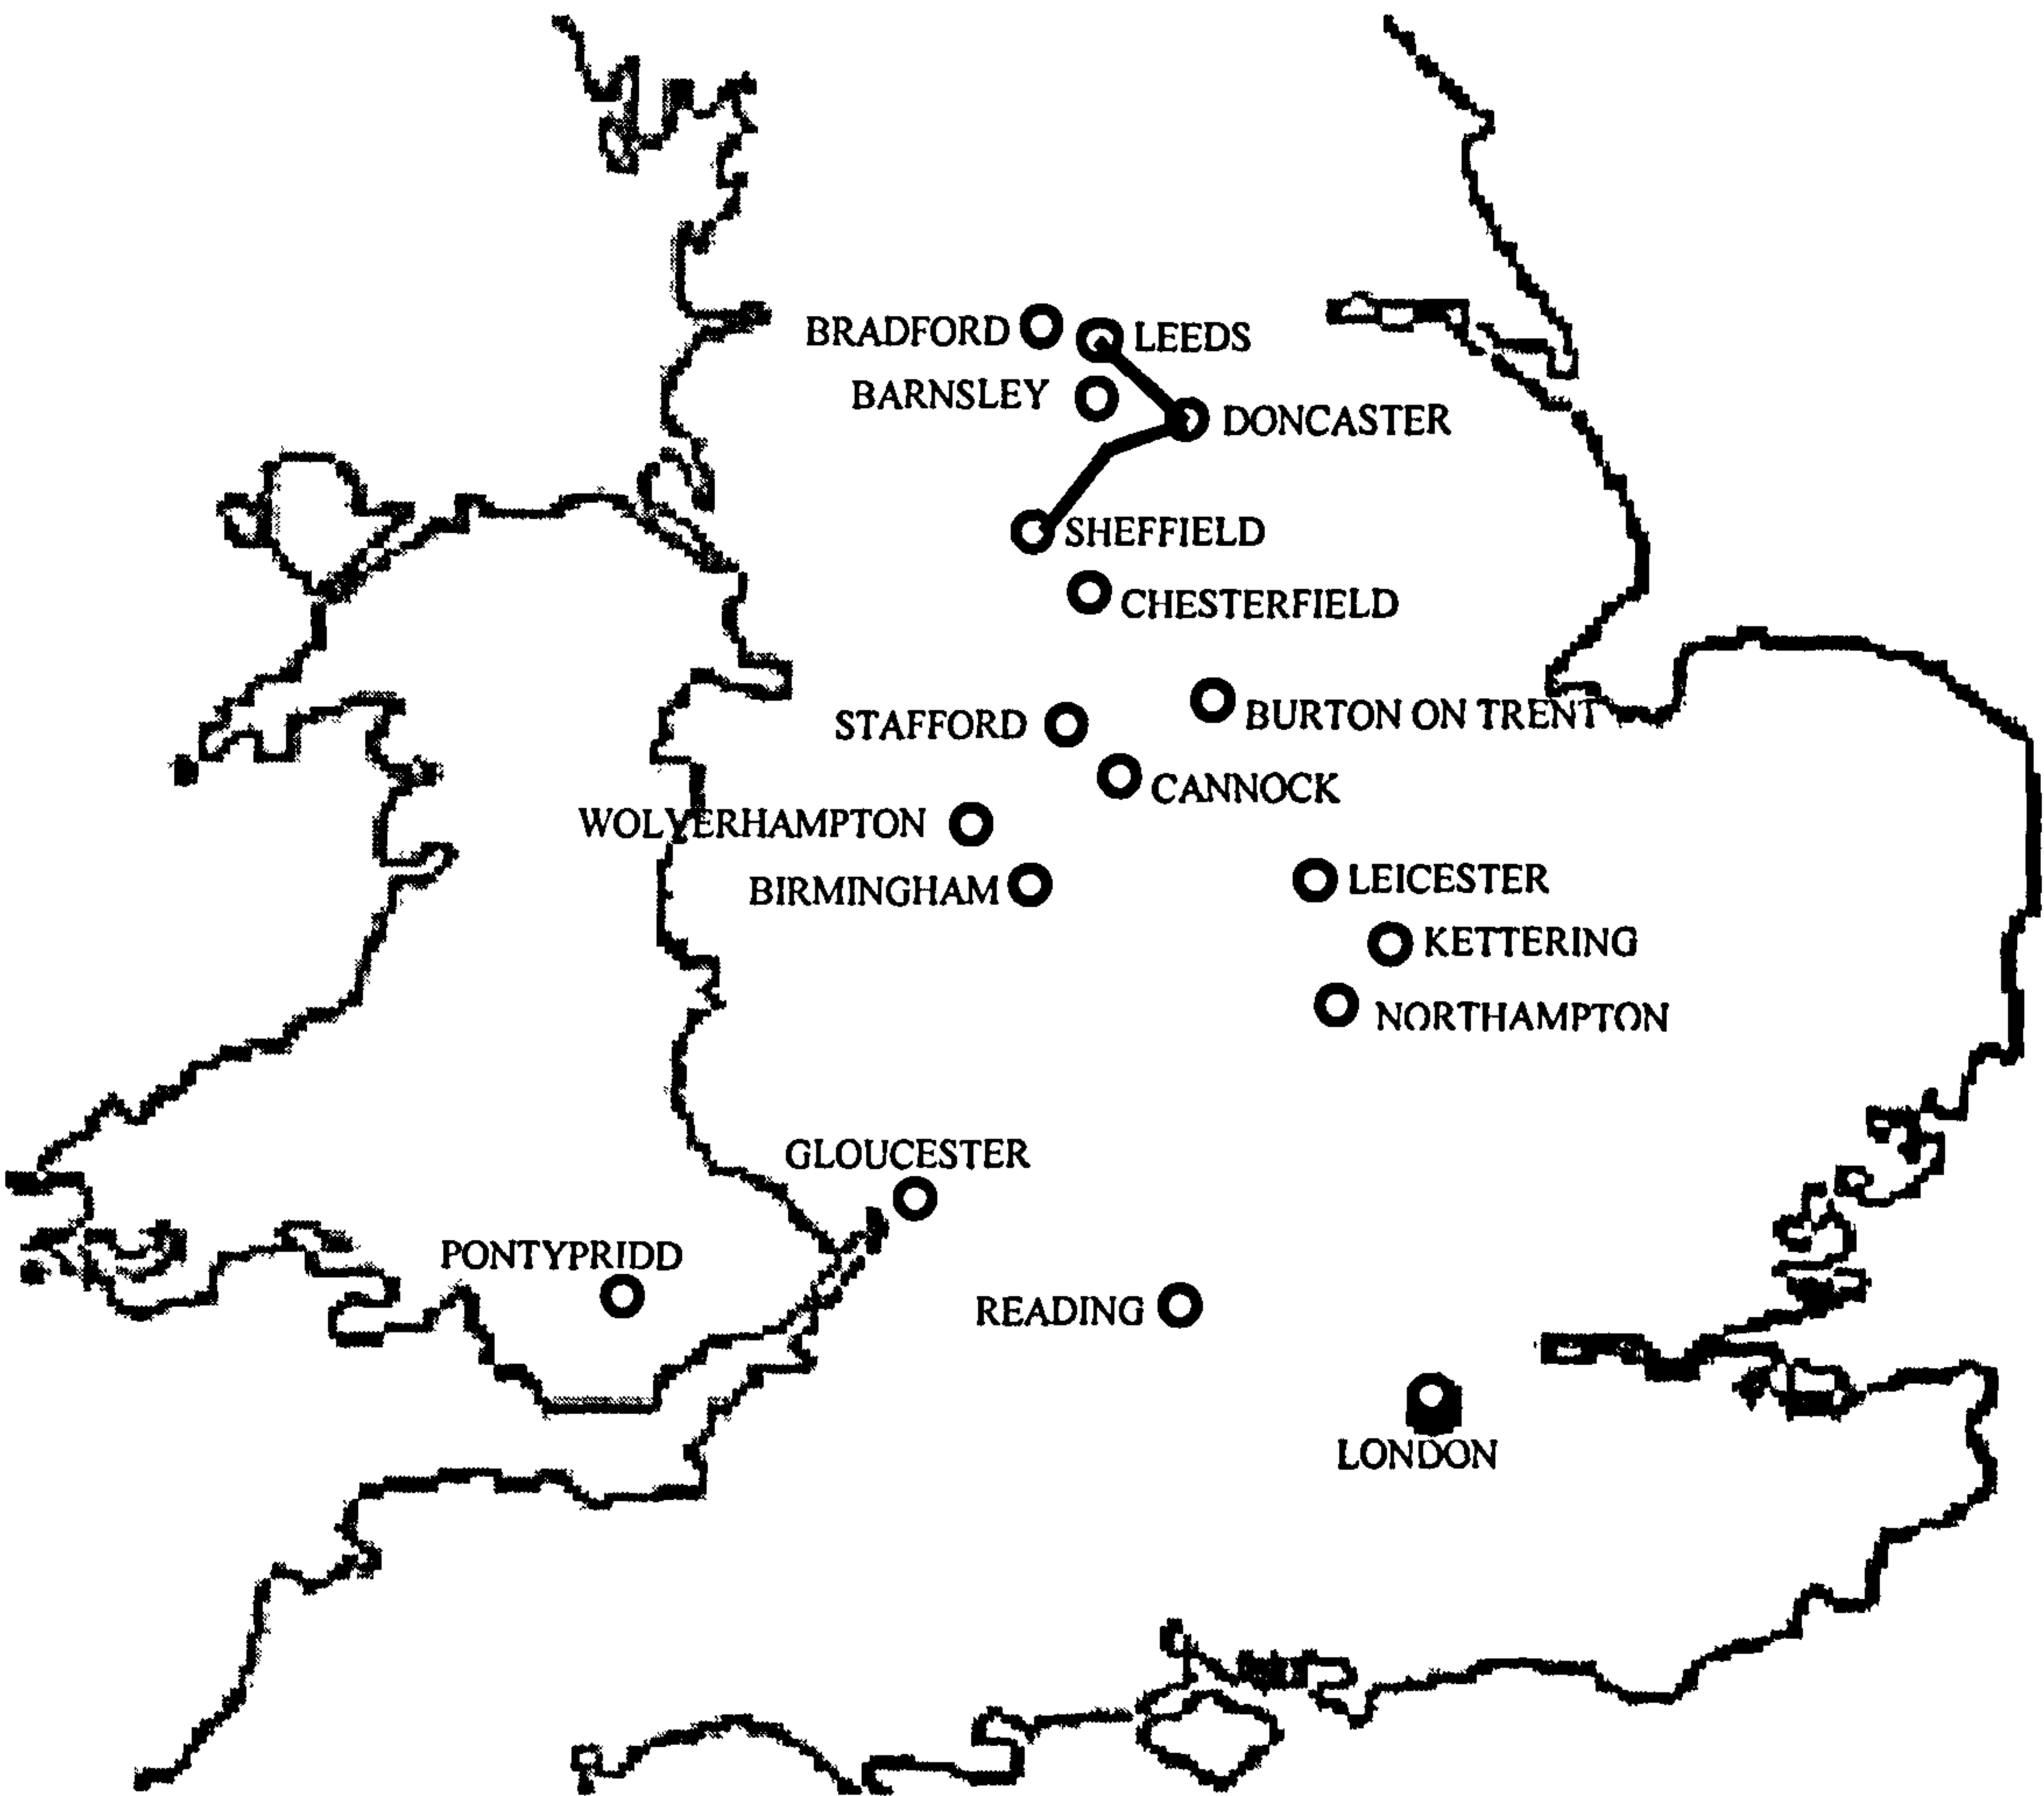 BRADFORD
LEEDS
BARNSLEY
DONCASTER
SHEFFIELD
CHESTERFIELD
BURTON ON TRENT
STAFFORD
CANNOCK
WOLVERHAMPTON
BIRMINGHAM
LEICESTER
KETTERING
NORTHAMPTON
GLOUCESTER
PONTYPRIDD
READING
LONDON